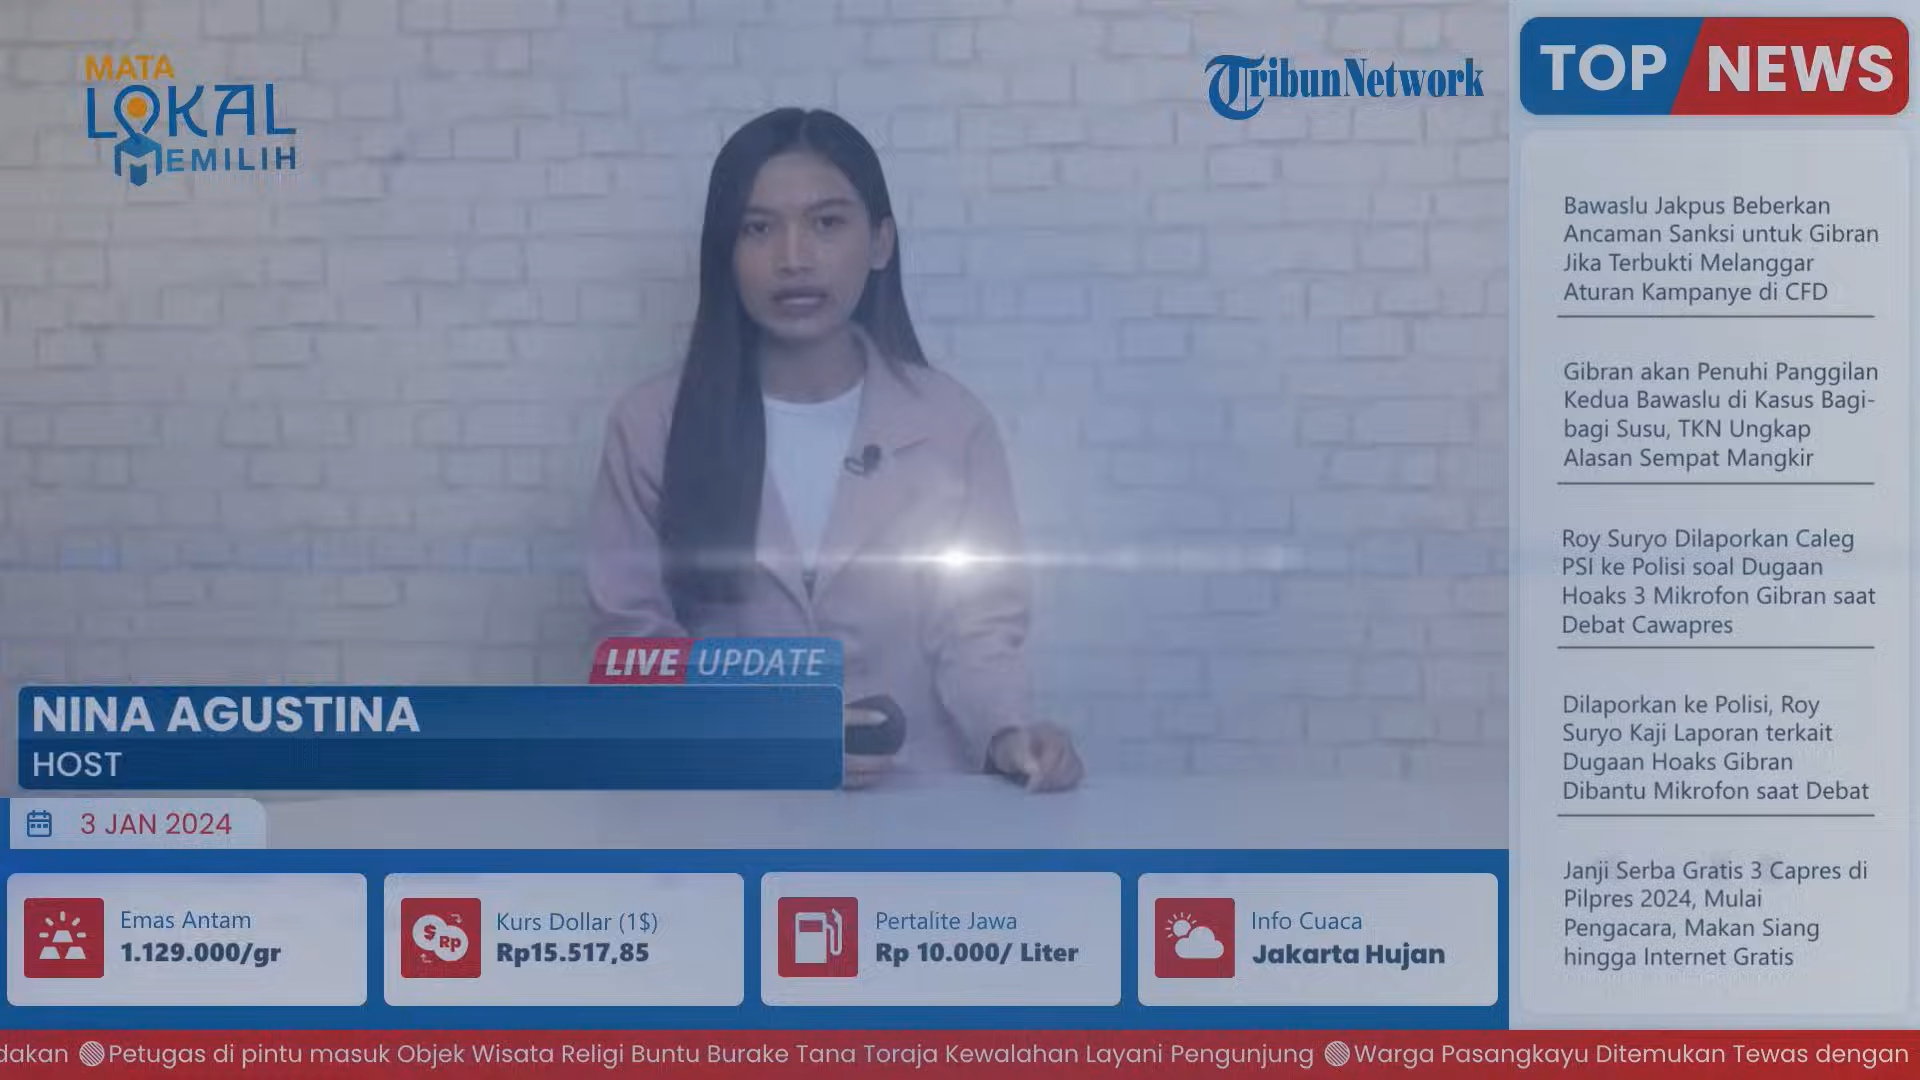 MATA
LOKAL
MEMILIH
TribunNetwork
TOP NEWS
Bawaslu Jakpus Beberkan
Ancaman Sanksi untuk Gibran
Jika Terbukti Melanggar
Aturan Kampanye di CFD
Gibran akan Penuhi Panggilan
Kedua Bawaslu di Kasus Bagi-
bagi Susu, TKN Ungkap
Alasan Sempat Mangkir
Roy Suryo Dilaporkan Caleg
PSI ke Polisi soal Dugaan
Hoaks 3 Mikrofon Gibran saat
Debat Cawapres
Dilaporkan ke Polisi, Roy
Suryo Kaji Laporan terkait
Dugaan Hoaks Gibran
Dibantu Mikrofon saat Debat
Janji Serba Gratis 3 Capres di
Pilpres 2024, Mulai
Pengacara, Makan Siang
hingga Internet Gratis
LIVE UPDATE
NINA AGUSTINA
HOST
3 JAN 2024
Emas Antam
1.129.000/gr
$ Rp
Kurs Dollar (1$)
Rp15.517,85
Pertalite Jawa
Rp 10.000/ Liter
Info Cuaca
Jakarta Hujan
dakan Petugas di pintu masuk Objek Wisata Religi Buntu Burake Tana Toraja Kewalahan Layani Pengunjung Warga Pasangkayu Ditemukan Tewas dengan